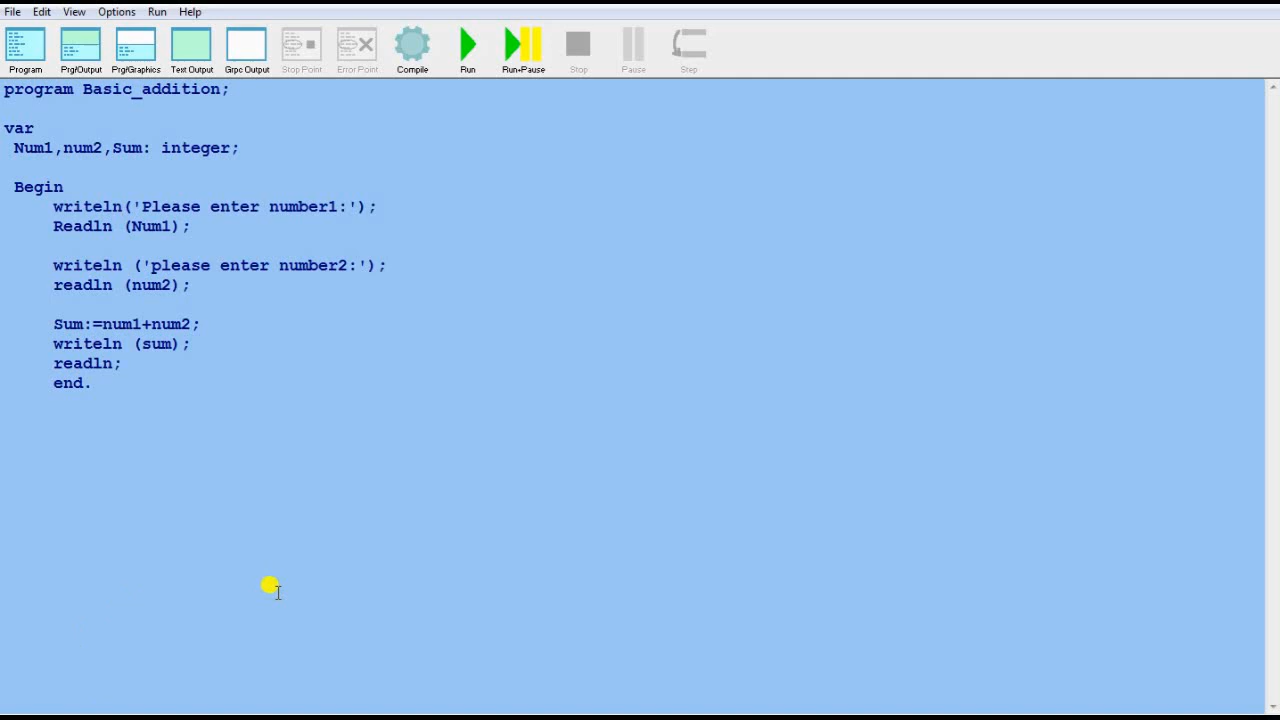 File Edit View Options Run Help
Program Prg/Output Prg/Graphics Text Output Grpc Output Stop Point Error Point Compile Run Run+Pause Stop Pause Step
program Basic_addition;
var
Num1,num2,Sum: integer;
Begin
writeln('Please enter number1:');
Readln (Num1);
writeln ('please enter number2:');
readln (num2);
Sum:=num1+num2;
writeln (sum);
readln;
end.